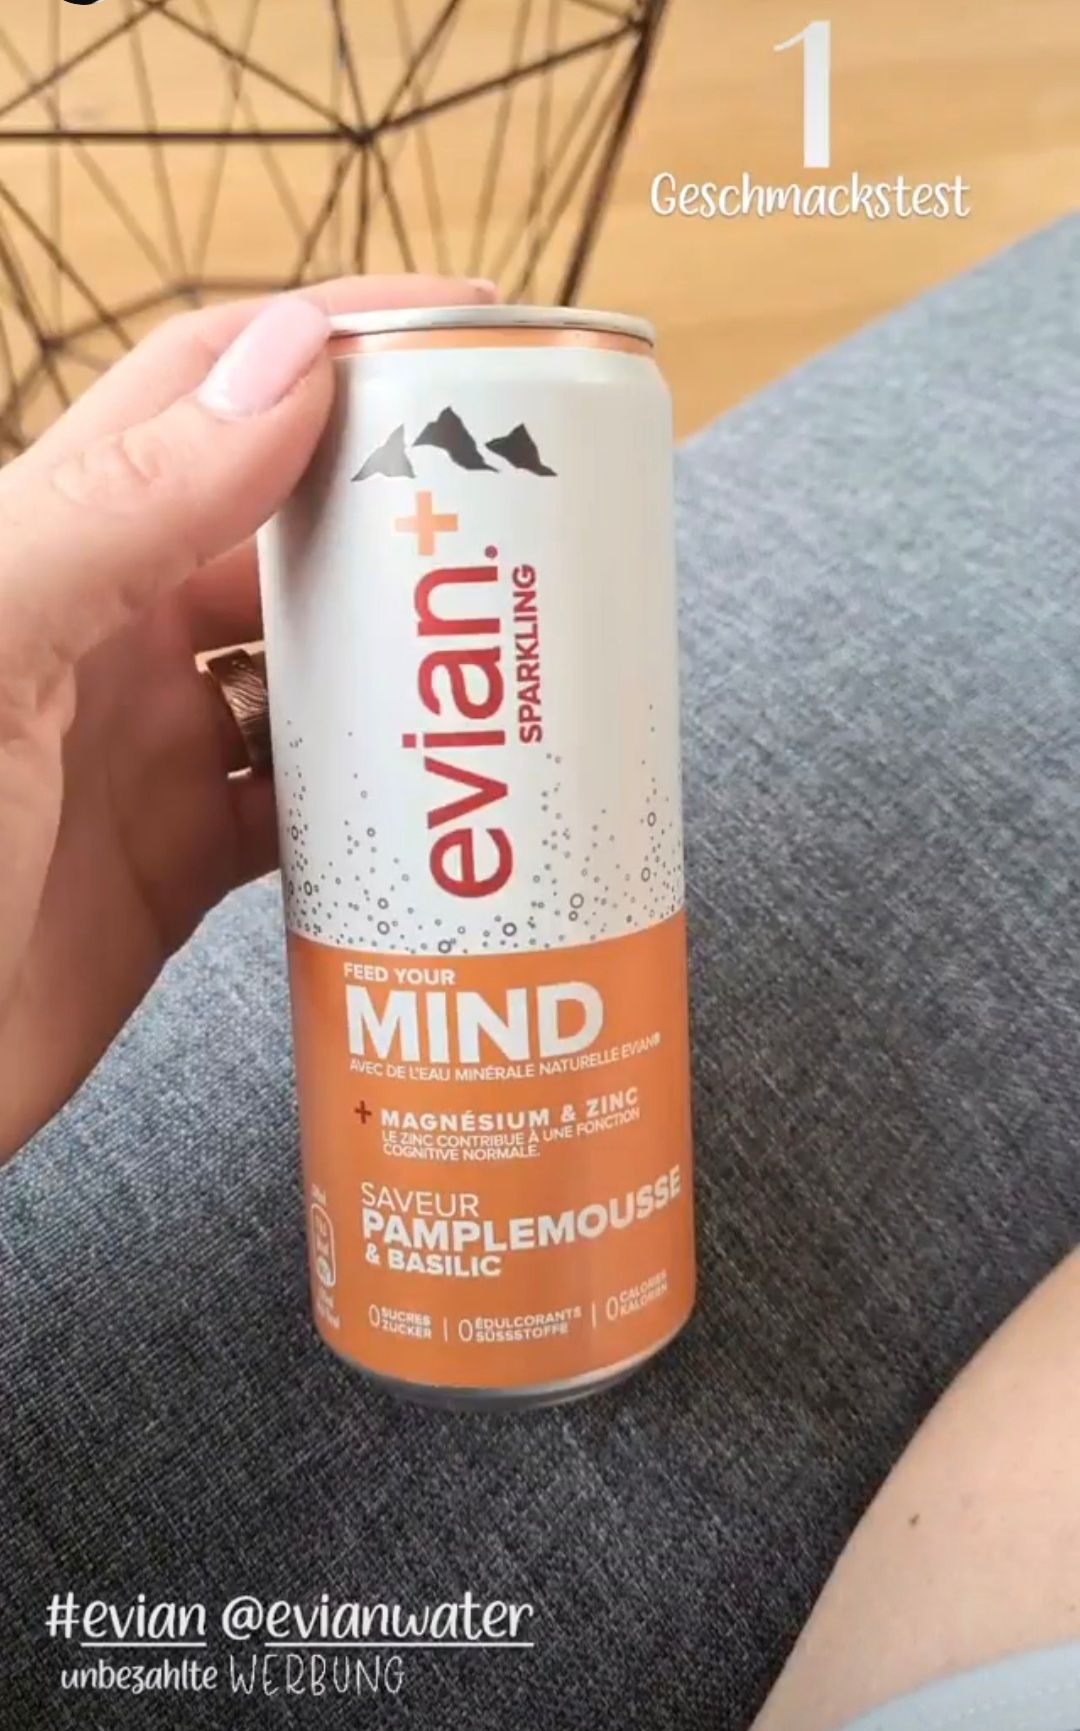 1
Geschmackstest
evian+
SPARKLING
FEED YOUR
MIND
AVEC DE L'EAU MINÉRALE NATURELLE EVIAN®
+ MAGNÉSIUM & ZINC
LE ZINC CONTRIBUE À UNE FONCTION
COGNITIVE NORMALE.
SAVEUR
PAMPLEMOUSSE
& BASILIC
0 SUCRES ZUCKER | 0 ÉDULCORANTS SÜSSSTOFFE | 0 CALORIES KALORIEN
#evian @evianwater
unbezahlte WERBUNG